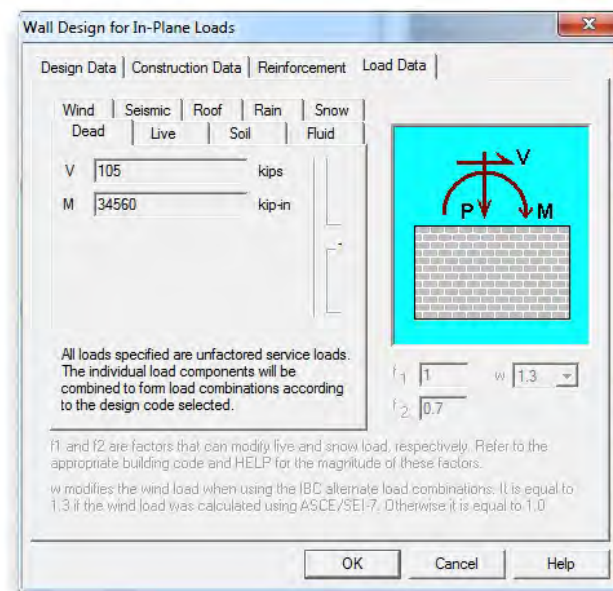 Wall Design for In-Plane Loads
x
Design Data Construction Data Reinforcement Load Data
Wind Seismic Roof Rain Snow
Dead Live Soil Fluid
V 105 kips
M 34560 kip-in
V
P M
All loads specified are unfactored service loads.
The individual load components will be
combined to form load combinations according
to the design code selected.
f1 1 w 1.3
f2 0.7
f1 and f2 are factors that can modify live and snow load, respectively. Refer to the
appropriate building code and HELP for the magnitude of these factors.
w modifies the wind load when using the IBC alternate load combinations. It is equal to
1.3 if the wind load was calculated using ASCE/SEI-7. Otherwise it is equal to 1.0
OK Cancel Help